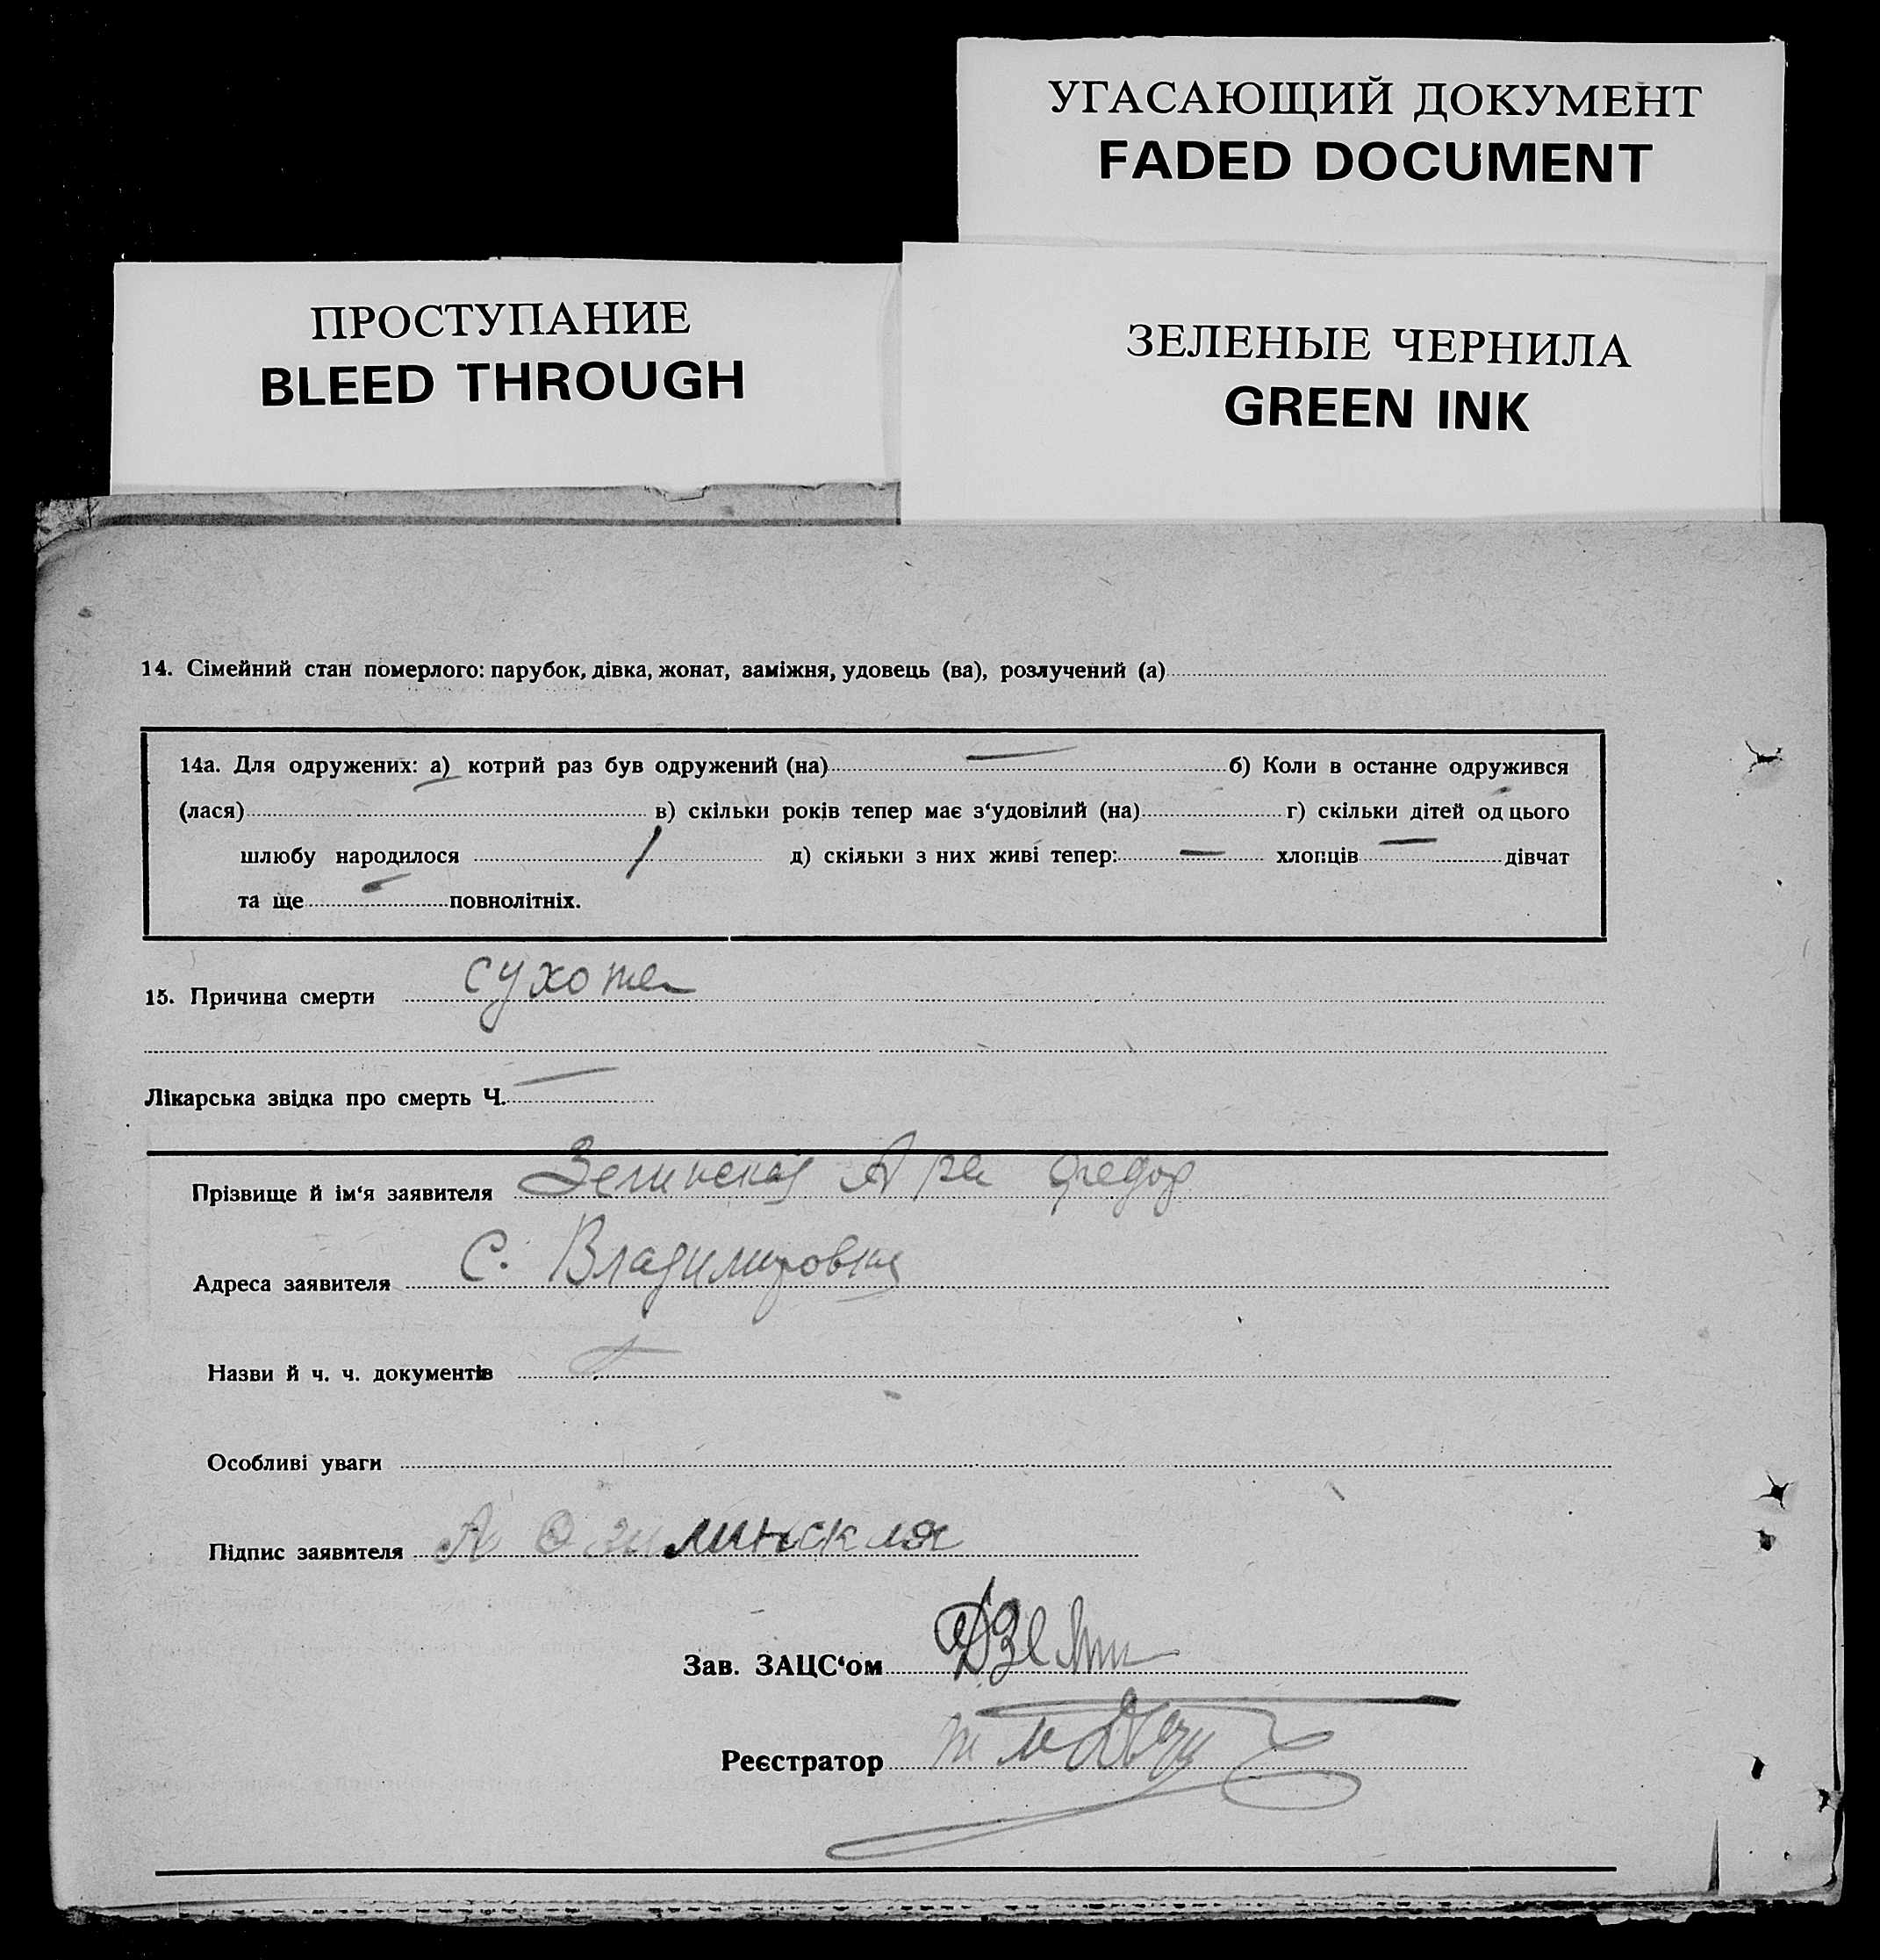 УГАСАЮЩИЙ ДОКУМЕНТ
FADED DOCUMENT
ПРОСТУПАНИЕ
BLEED THROUGH
ЗЕЛЕНЫЕ ЧЕРНИЛА
GREEN INK
14. Сімейний стан померлого: парубок, дівка, жонат, заміжня, удовець (ва), розлучений (а)
14а. Для одружених: а) котрий раз був одружений (на) — б) Коли в останнє одружився
(лася) в) скільки років тепер має з‘удовілий (на) г) скільки дітей од цього
шлюбу народилося / д) скільки з них живі тепер: — хлопців — дівчат
та ще — повнолітніх.
15. Причина смерти
Лікарська звідка про смерть Ч. —
Прізвище й ім‘я заявителя Зелинская
Адреса заявителя С. Владимировка
Назви й ч. ч. документів
Особливі уваги
Підпис заявителя А
Зав. ЗАЦС‘ом
Реєстратор